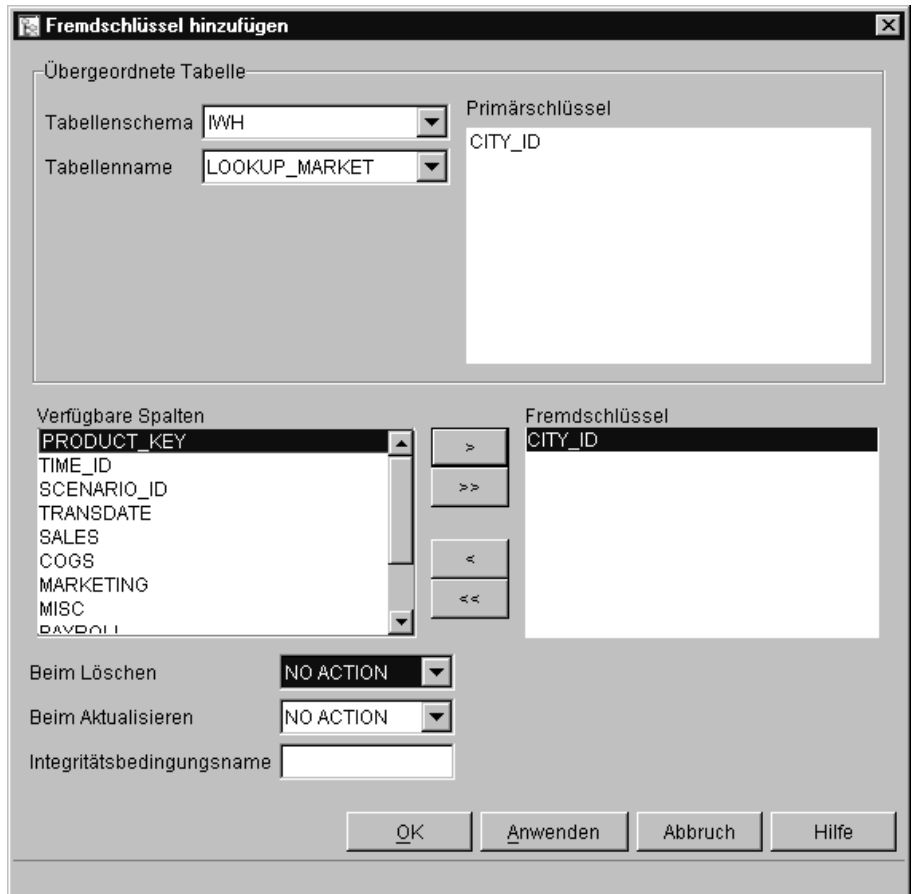 Fremdschlüssel hinzufügen
Übergeordnete Tabelle
Tabellenschema IWH
Tabellenname LOOKUP_MARKET
Primärschlüssel
CITY_ID
Verfügbare Spalten
PRODUCT_KEY
TIME_ID
SCENARIO_ID
TRANSDATE
SALES
COGS
MARKETING
MISC
PAYROLL
>
>>
<
<<
Fremdschlüssel
CITY_ID
Beim Löschen NO ACTION
Beim Aktualisieren NO ACTION
Integritätsbedingungsname
OK Anwenden Abbruch Hilfe